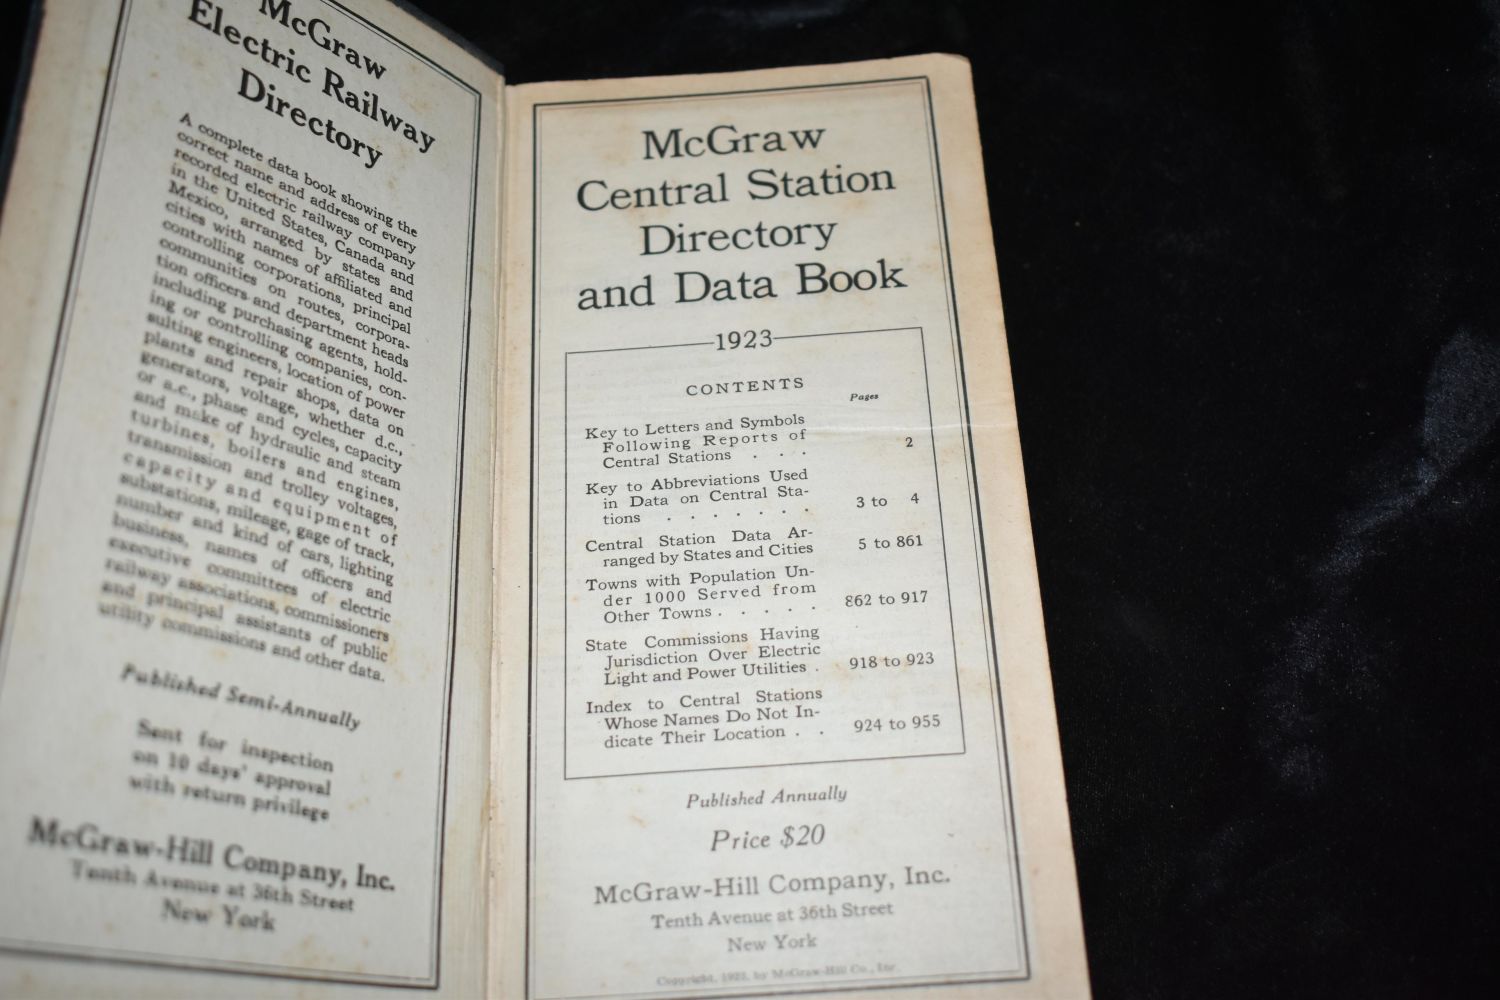 McGraw
Electric Railway
Directory
A complete data book showing the
correct name and address of every
recorded electric railway company
in the United States, Canada and
Mexico, arranged by states and
cities with names of affiliated and
controlling corporations, principal
communities on routes, corpora-
tion officers and department heads
including purchasing agents, hold-
ing or controlling companies, con-
sulting engineers, location of power
plants and repair shops, data on
generators, voltage, whether d.c.,
or a.c., phase and cycles, capacity
and make of hydraulic and steam
turbines, boilers and engines,
transmission and trolley voltages,
capacity and equipment of
substations, mileage, gage of track,
number and kind of cars, lighting
business, names of officers and
executive committees of electric
railway associations, commissioners
and principal assistants of public
utility commissions and other data.
Published Semi-Annually
Sent for inspection
on 10 days' approval
with return privilege
McGraw-Hill Company, Inc.
Tenth Avenue at 36th Street
New York
McGraw
Central Station
Directory
and Data Book
1923
CONTENTS
Pages
Key to Letters and Symbols
Following Reports of
Central Stations . . . 2
Key to Abbreviations Used
in Data on Central Sta-
tions . . . . . . . 3 to 4
Central Station Data Ar-
ranged by States and Cities 5 to 861
Towns with Population Un-
der 1000 Served from
Other Towns . . . . . 862 to 917
State Commissions Having
Jurisdiction Over Electric
Light and Power Utilities . 918 to 923
Index to Central Stations
Whose Names Do Not In-
dicate Their Location . . 924 to 955
Published Annually
Price $20
McGraw-Hill Company, Inc.
Tenth Avenue at 36th Street
New York
Copyright, 1923, by McGraw-Hill Co., Inc.